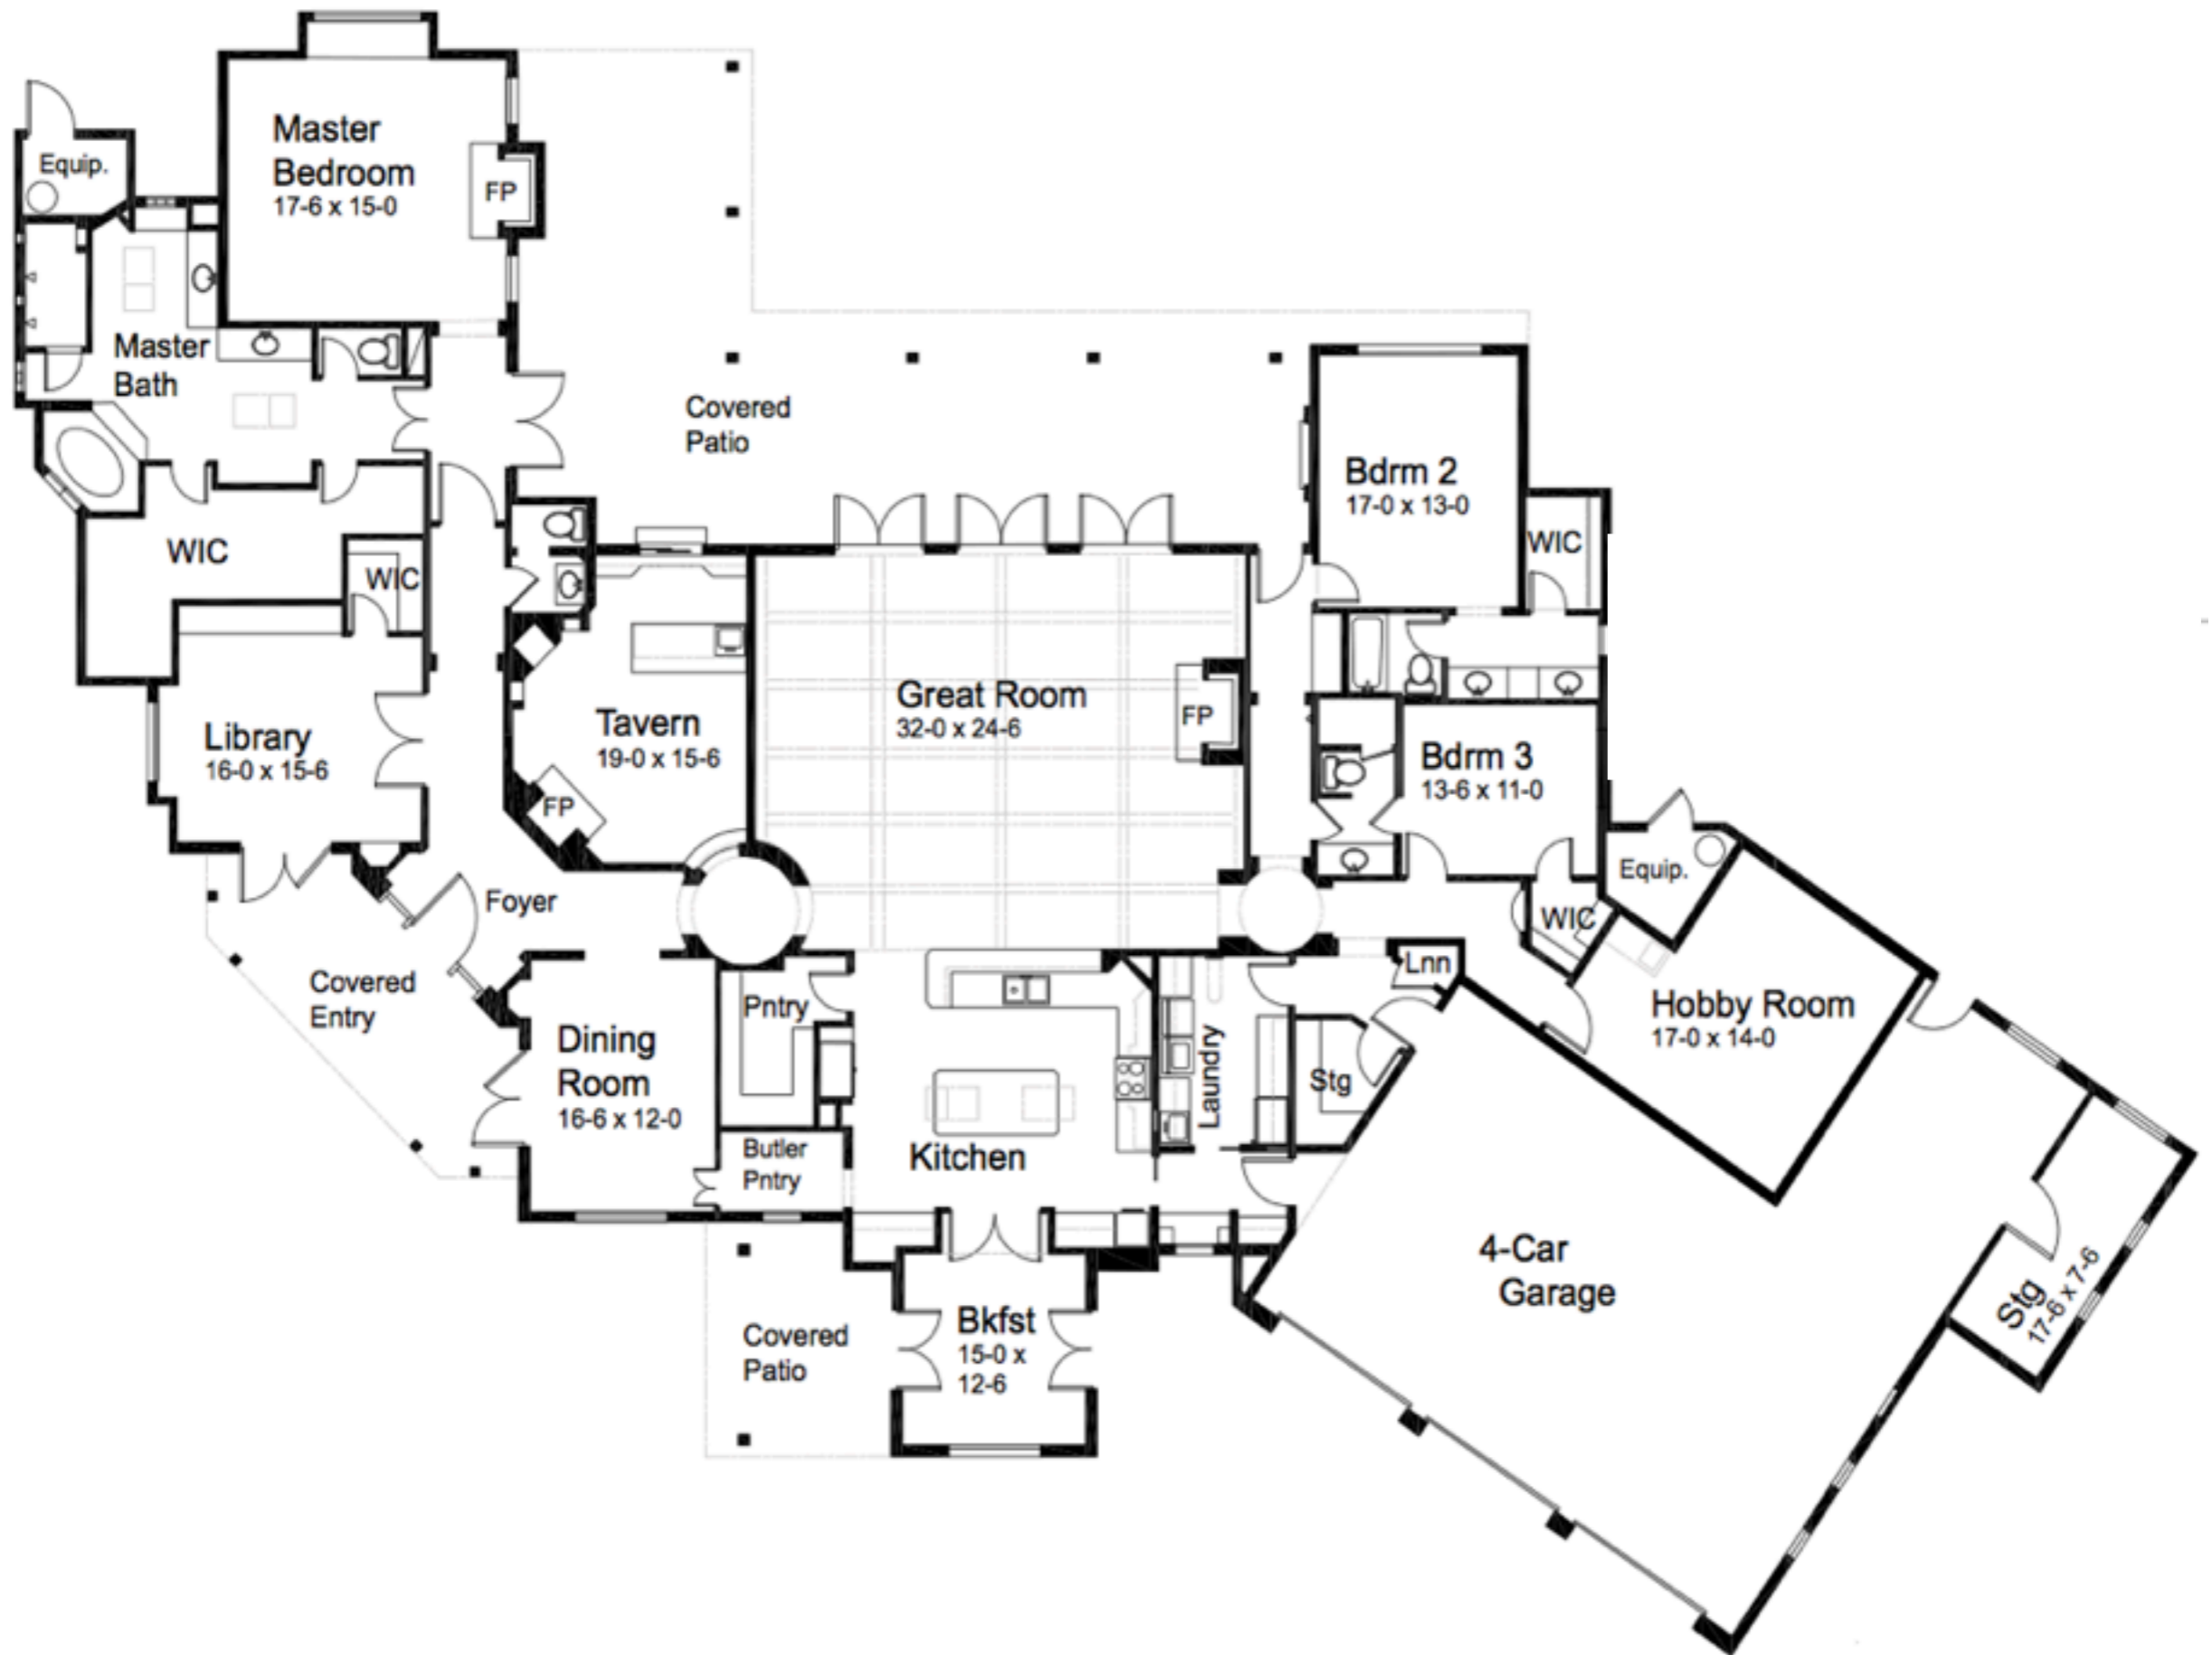 Master
Bedroom
17-6 x 15-0
FP
Equip.
Master
Bath
Covered
Patio
Bdrm 2
17-0 x 13-0
WIC
WIC
WIC
Library
16-0 x 15-6
Tavern
19-0 x 15-6
FP
Great Room
32-0 x 24-6
FP
Bdrm 3
13-6 x 11-0
Equip.
WIC
Foyer
Covered
Entry
Lnn
Hobby Room
17-0 x 14-0
Pntry
Dining
Room
16-6 x 12-0
Laundry
Stg
Butler
Pntry
Kitchen
4-Car
Garage
Stg
17-6 x 7-6
Covered
Patio
Bkfst
15-0 x
12-6